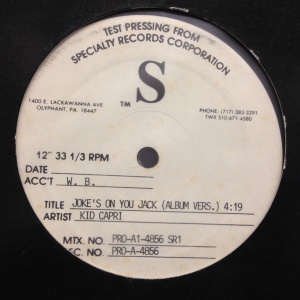 TEST PRESSING FROM
SPECIALTY RECORDS CORPORATION
S
TM
1400 E. LACKAWANNA AVE
OLYPHANT, PA. 18447
PHONE: (717) 383 3291
TWX 510-671-4580
12" 33 1/3 RPM
DATE
ACC'T W. B.
TITLE JOKE'S ON YOU JACK (ALBUM VERS.) 4:19
ARTIST KID CAPRI
MTX. NO. PRO-A1-4856 SR1
EC. NO. PRO-A-4856